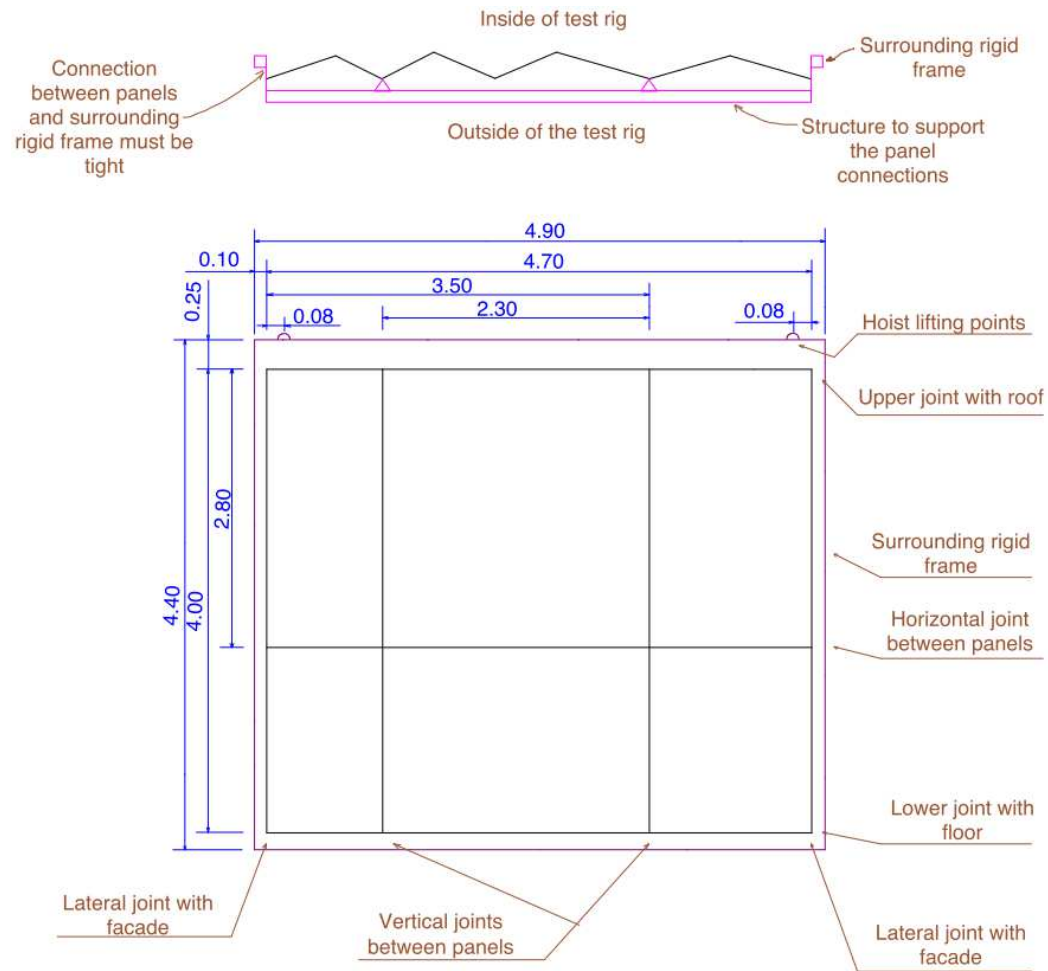 Inside of test rig
Connection
between panels
and surrounding
rigid frame must be
tight
Surrounding rigid
frame
Outside of the test rig
Structure to support
the panel
connections
4.90
0.10
4.70
0.25
3.50
0.08
2.30
0.08
Hoist lifting points
Upper joint with roof
2.80
Surrounding rigid
frame
4.40
4.00
Horizontal joint
between panels
Lower joint with
floor
Lateral joint with
facade
Vertical joints
between panels
Lateral joint with
facade